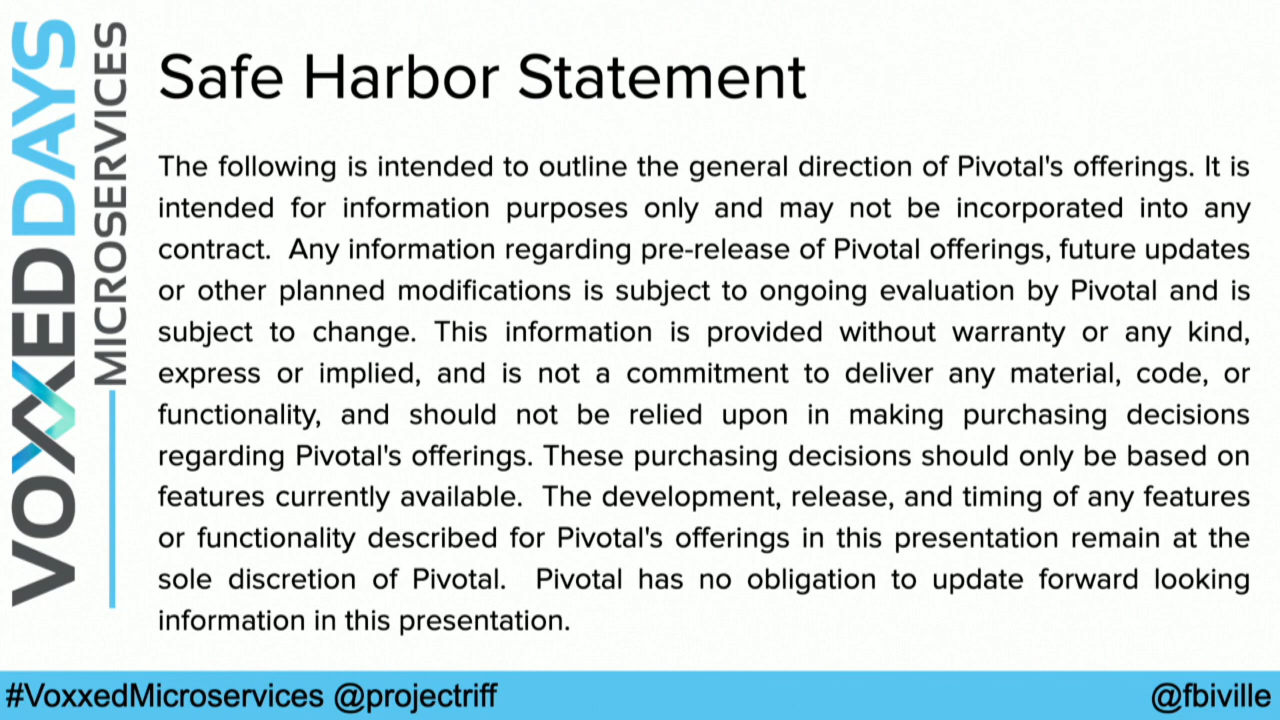 VOXXED DAYS
MICROSERVICES
Safe Harbor Statement
The following is intended to outline the general direction of Pivotal's offerings. It is
intended for information purposes only and may not be incorporated into any
contract.  Any information regarding pre-release of Pivotal offerings, future updates
or other planned modifications is subject to ongoing evaluation by Pivotal and is
subject to change. This information is provided without warranty or any kind,
express or implied, and is not a commitment to deliver any material, code, or
functionality, and should not be relied upon in making purchasing decisions
regarding Pivotal's offerings. These purchasing decisions should only be based on
features currently available.  The development, release, and timing of any features
or functionality described for Pivotal's offerings in this presentation remain at the
sole discretion of Pivotal.  Pivotal has no obligation to update forward looking
information in this presentation.
#VoxxedMicroservices @projectriff
@fbiville